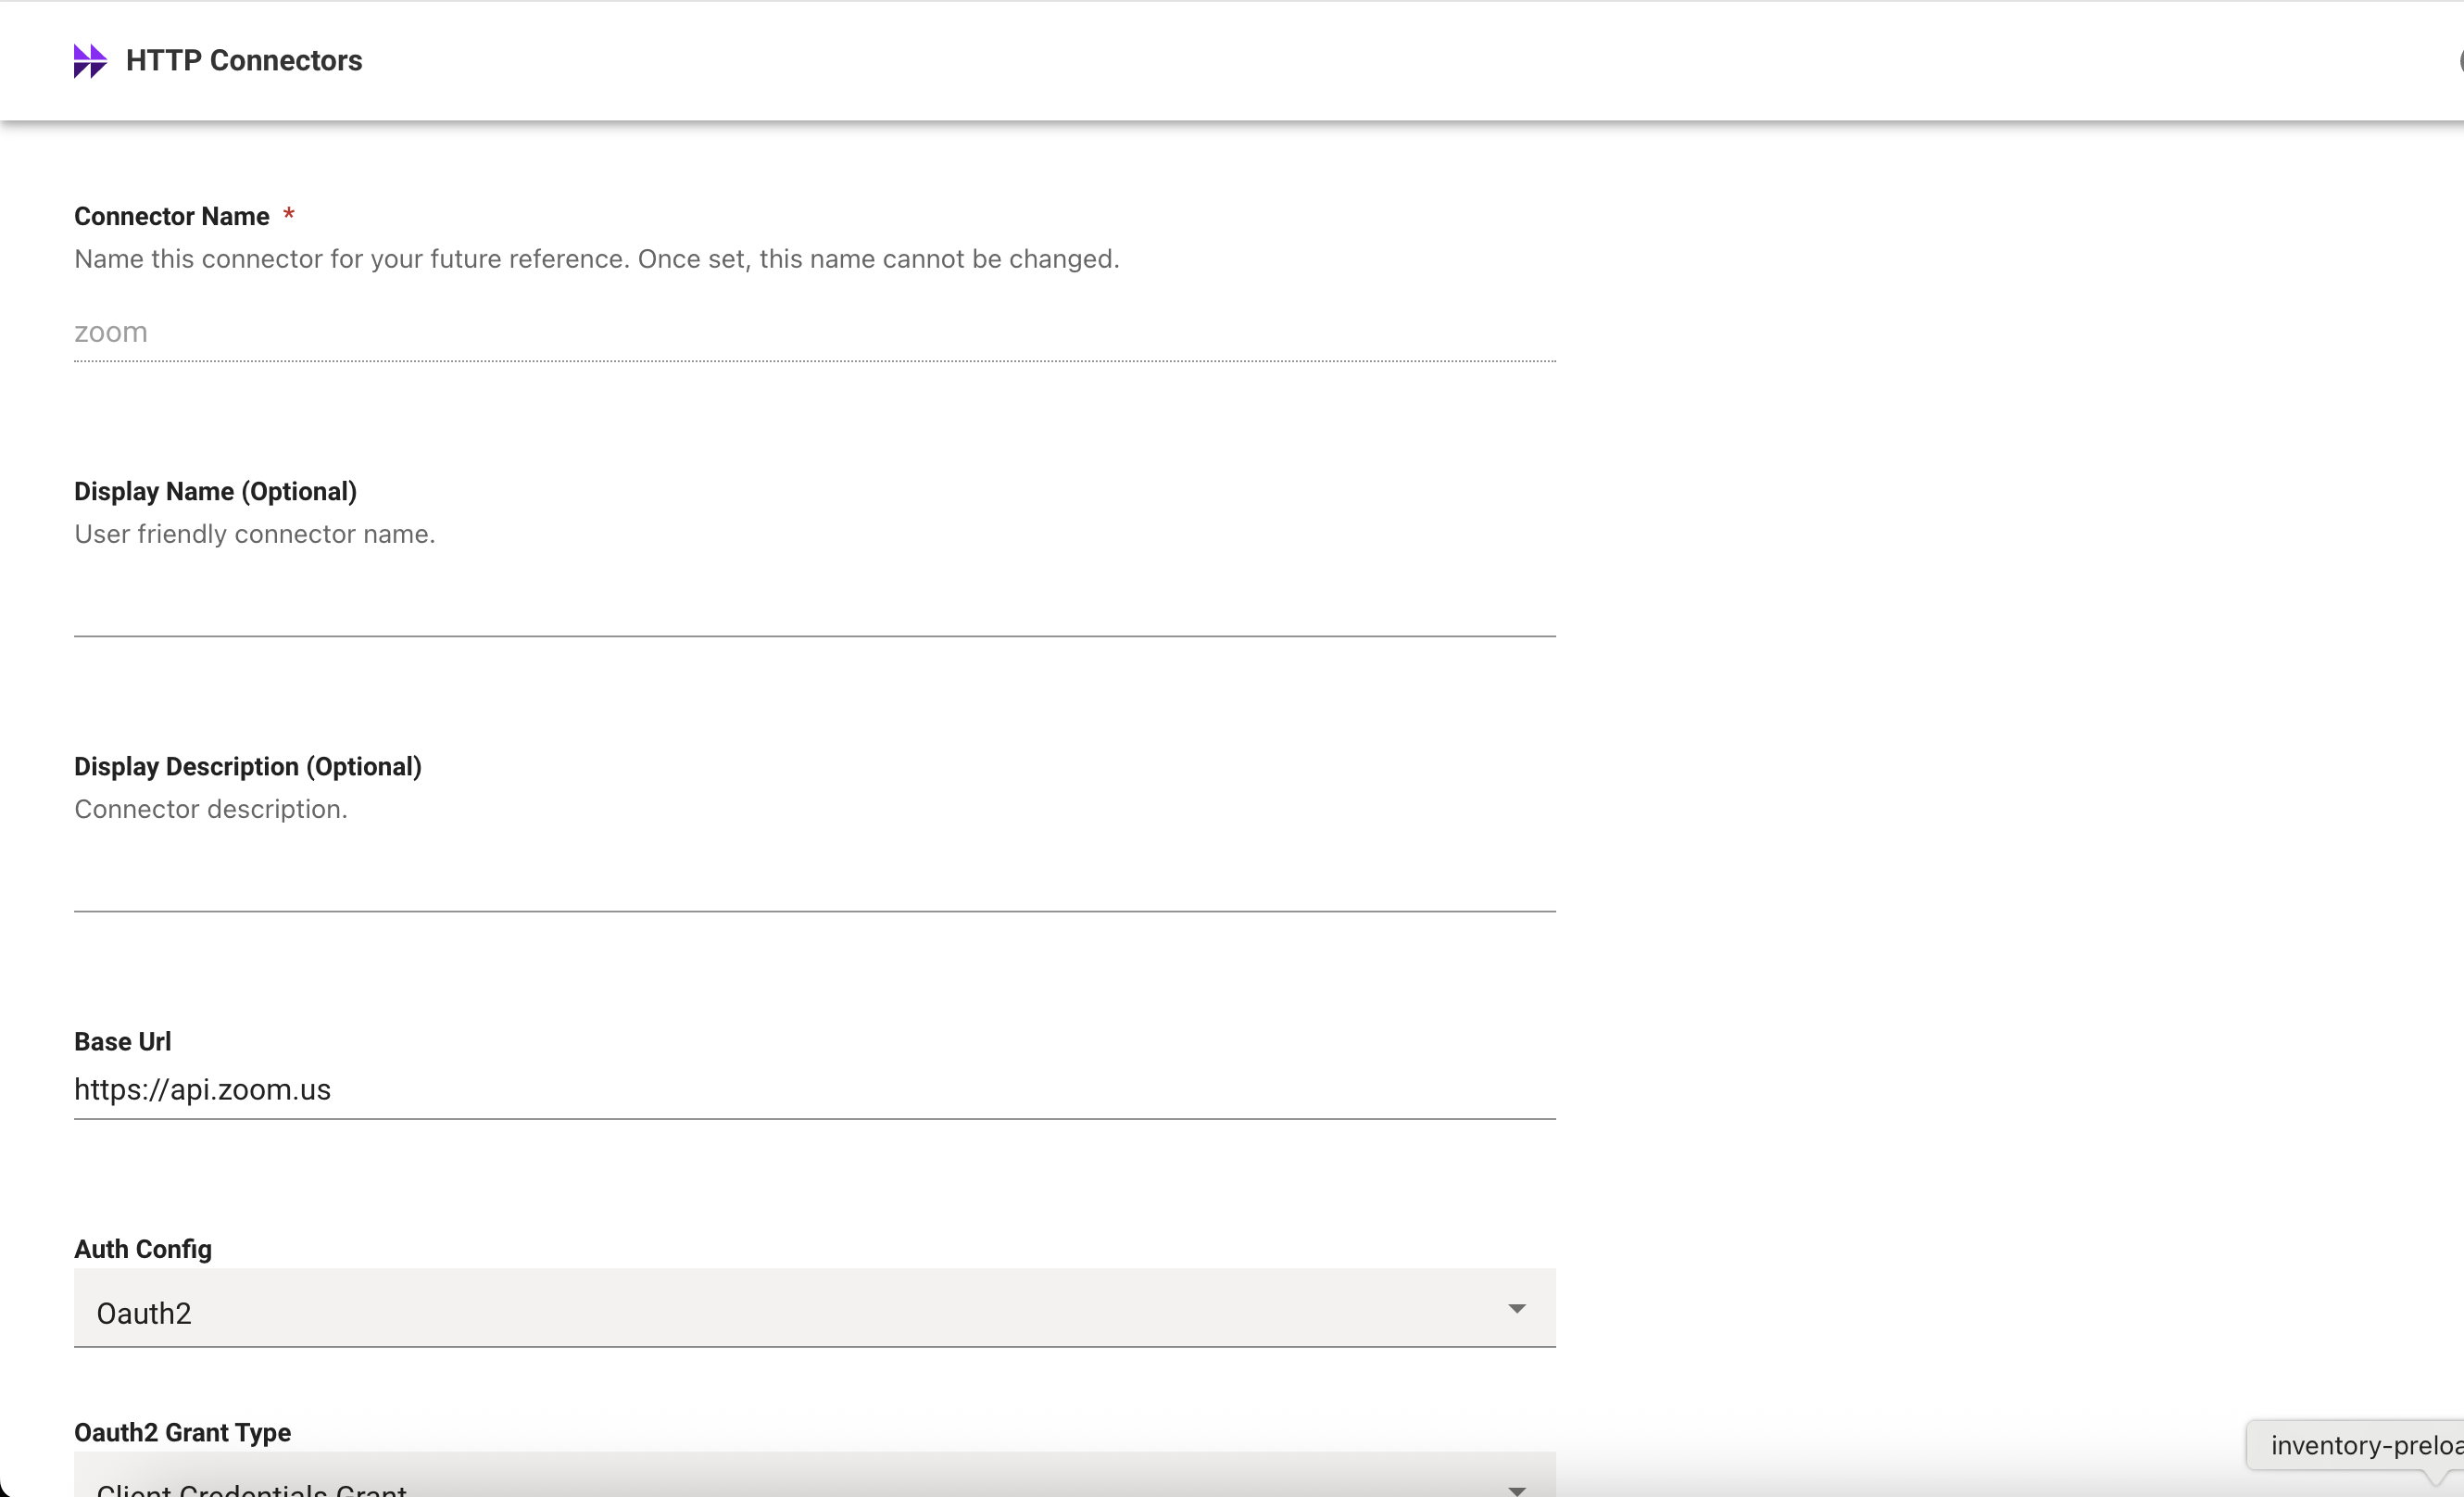 HTTP Connectors
Connector Name *
Name this connector for your future reference. Once set, this name cannot be changed.
zoom
Display Name (Optional)
User friendly connector name.
Display Description (Optional)
Connector description.
Base Url
https://api.zoom.us
Auth Config
Oauth2
Oauth2 Grant Type
Client Credentials Grant
inventory-preloa